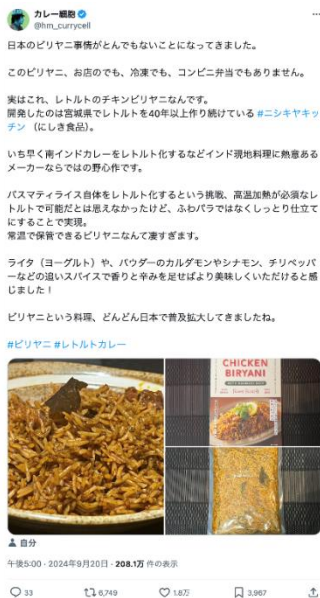 カレー細胞
@hm_currycell
日本のビリヤニ事情がとんでもないことになってきました。
このビリヤニ、お店のでも、冷凍でも、コンビニ弁当でもありません。
実はこれ、レトルトのチキンビリヤニなんです。
開発したのは宮城県でレトルトを40年以上作り続けている #ニシキヤキッ
チン （にしき食品）。
いち早く南インドカレーをレトルト化するなどインド現地料理に熱意ある
メーカーならではの野心作です。
バスマティライス自体をレトルト化するという挑戦、高温加熱が必須なレ
トルトで可能だとは思えなかったけど、ふわパラではなくしっとり仕立て
にすることで実現。
常温で保管できるビリヤニなんて凄すぎます。
ライタ（ヨーグルト）や、パウダーのカルダモンやシナモン、チリペッパ
ーなどの追いスパイスで香りと辛みを足せばより美味しくいただけると感
じました！
ビリヤニという料理、どんどん日本で普及拡大してきましたね。
#ビリヤニ #レトルトカレー
CHICKEN
BIRYANI
自分
午後5:00 · 2024年9月20日 · 208.1万 件の表示
33
6,749
1.8万
3,967